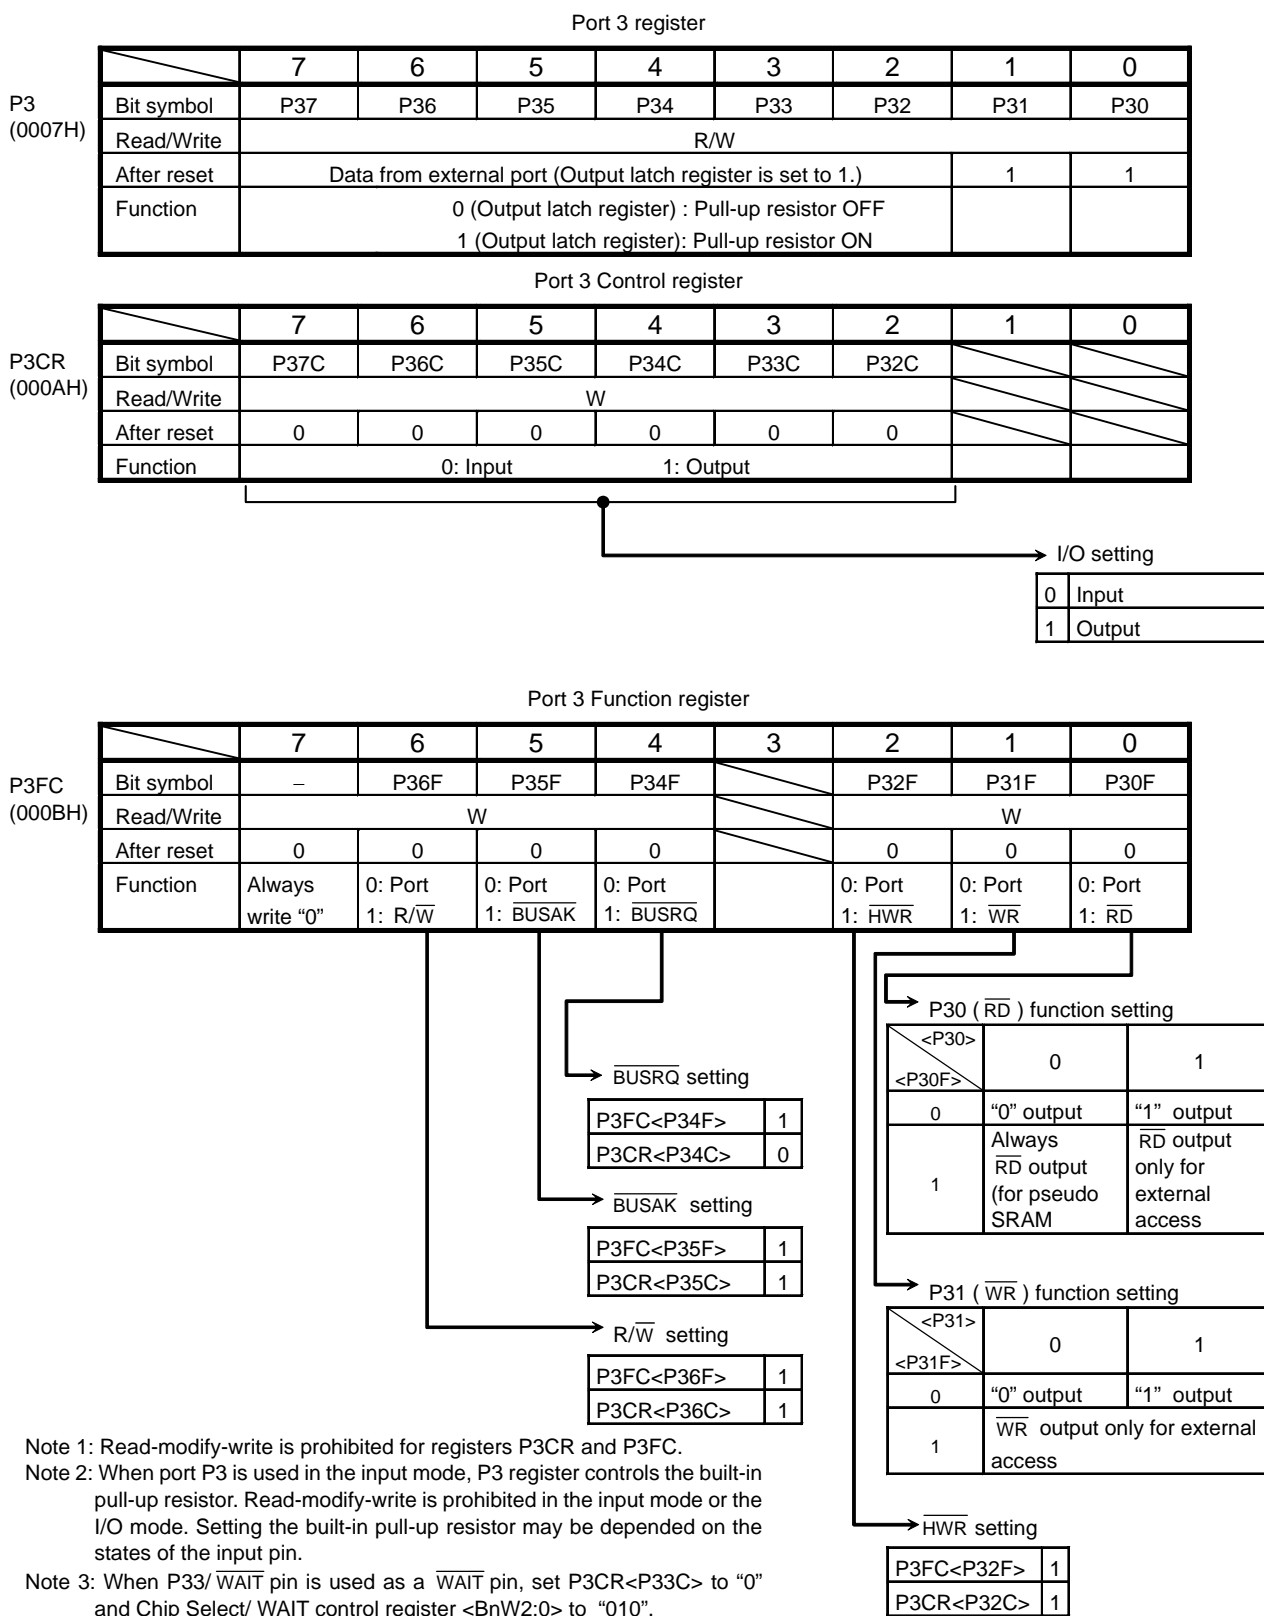 Port 3 register
7 6 5 4 3 2 1 0
P3
(0007H)
Bit symbol P37 P36 P35 P34 P33 P32 P31 P30
Read/Write R/W
After reset Data from external port (Output latch register is set to 1.) 1 1
Function 0 (Output latch register) : Pull-up resistor OFF
1 (Output latch register): Pull-up resistor ON
Port 3 Control register
7 6 5 4 3 2 1 0
P3CR
(000AH)
Bit symbol P37C P36C P35C P34C P33C P32C
Read/Write W
After reset 0 0 0 0 0 0
Function 0: Input 1: Output
I/O setting
0 Input
1 Output
Port 3 Function register
7 6 5 4 3 2 1 0
P3FC
(000BH)
Bit symbol – P36F P35F P34F P32F P31F P30F
Read/Write W W
After reset 0 0 0 0 0 0 0
Function Always 0: Port 0: Port 0: Port 0: Port 0: Port 0: Port
write “0” 1: R/W̅ 1: B̅U̅S̅A̅K̅ 1: B̅U̅S̅R̅Q̅ 1: H̅W̅R̅ 1: W̅R̅ 1: R̅D̅
P30 ( R̅D̅ ) function setting
<P30>
<P30F>
0 1
0 “0” output “1” output
1 Always R̅D̅ output (for pseudo SRAM
R̅D̅ output only for external access
B̅U̅S̅R̅Q̅ setting
P3FC<P34F> 1
P3CR<P34C> 0
B̅U̅S̅A̅K̅ setting
P3FC<P35F> 1
P3CR<P35C> 1
P31 ( W̅R̅ ) function setting
<P31>
<P31F>
0 1
0 “0” output “1” output
1 W̅R̅ output only for external
access
R/W̅ setting
P3FC<P36F> 1
P3CR<P36C> 1
H̅W̅R̅ setting
P3FC<P32F> 1
P3CR<P32C> 1
Note 1: Read-modify-write is prohibited for registers P3CR and P3FC.
Note 2: When port P3 is used in the input mode, P3 register controls the built-in
pull-up resistor. Read-modify-write is prohibited in the input mode or the
I/O mode. Setting the built-in pull-up resistor may be depended on the
states of the input pin.
Note 3: When P33/ W̅A̅I̅T̅ pin is used as a W̅A̅I̅T̅ pin, set P3CR<P33C> to “0”
and Chip Select/ WAIT control register <BnW2:0> to “010”.